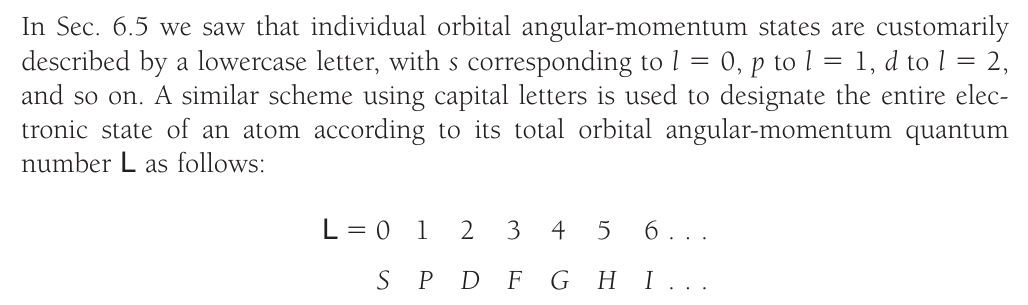 In Sec. 6.5 we saw that individual orbital angular-momentum states are customarily
described by a lowercase letter, with s corresponding to l = 0, p to l = 1, d to l = 2,
and so on. A similar scheme using capital letters is used to designate the entire elec-
tronic state of an atom according to its total orbital angular-momentum quantum
number L as follows:
L = 0 1 2 3 4 5 6 . . .
S P D F G H I . . .